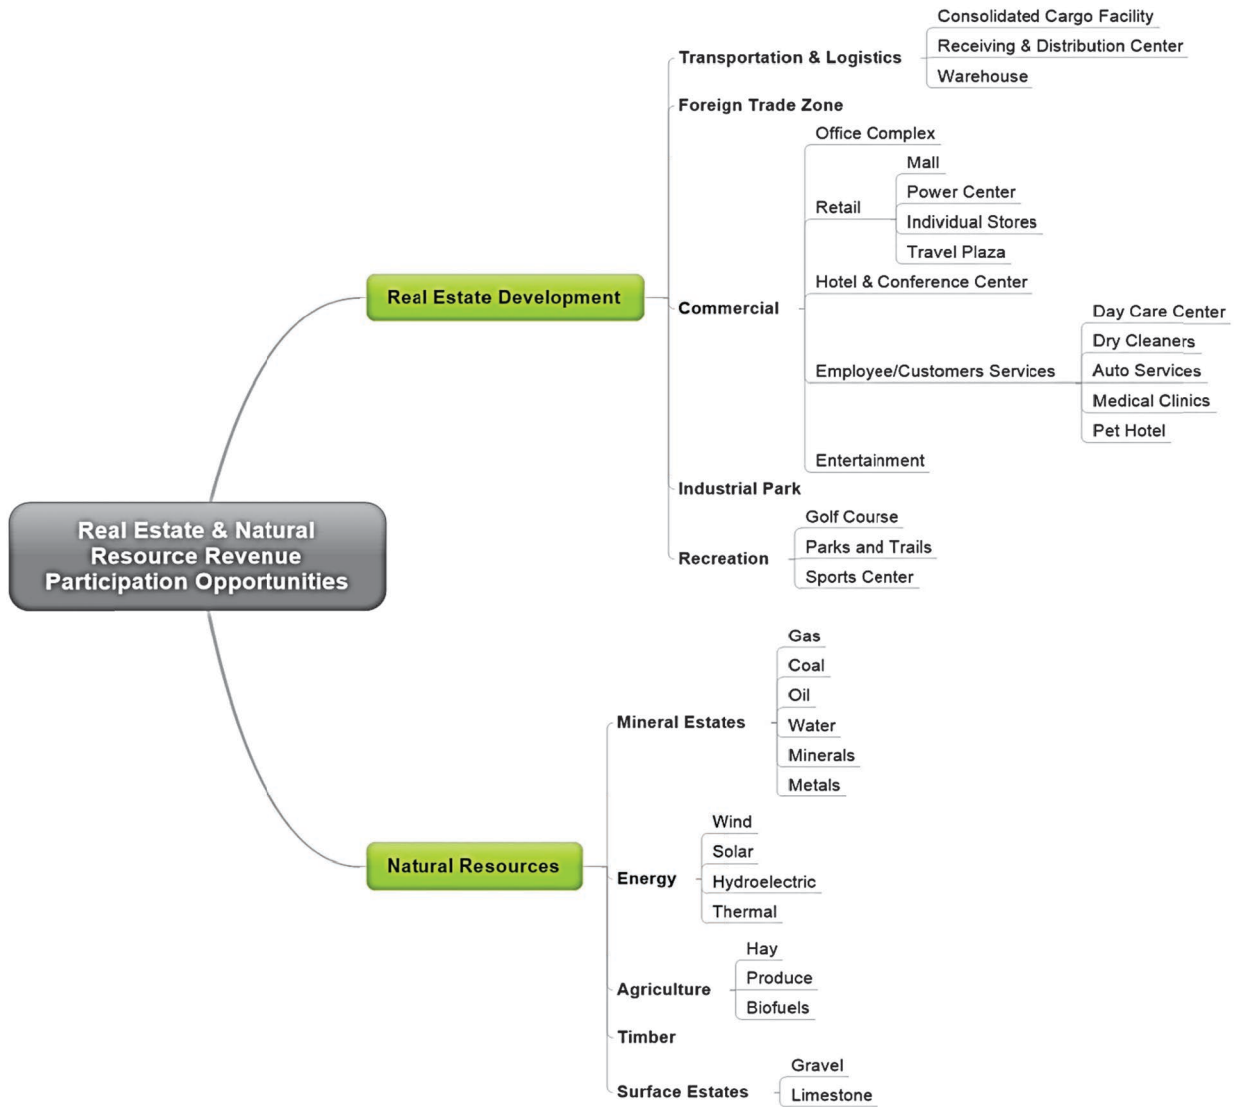 Real Estate & Natural
Resource Revenue
Participation Opportunities
Real Estate Development
Transportation & Logistics
Consolidated Cargo Facility
Receiving & Distribution Center
Warehouse
Foreign Trade Zone
Commercial
Office Complex
Retail
Mall
Power Center
Individual Stores
Travel Plaza
Hotel & Conference Center
Employee/Customers Services
Day Care Center
Dry Cleaners
Auto Services
Medical Clinics
Pet Hotel
Entertainment
Industrial Park
Recreation
Golf Course
Parks and Trails
Sports Center
Natural Resources
Mineral Estates
Gas
Coal
Oil
Water
Minerals
Metals
Energy
Wind
Solar
Hydroelectric
Thermal
Agriculture
Hay
Produce
Biofuels
Timber
Surface Estates
Gravel
Limestone